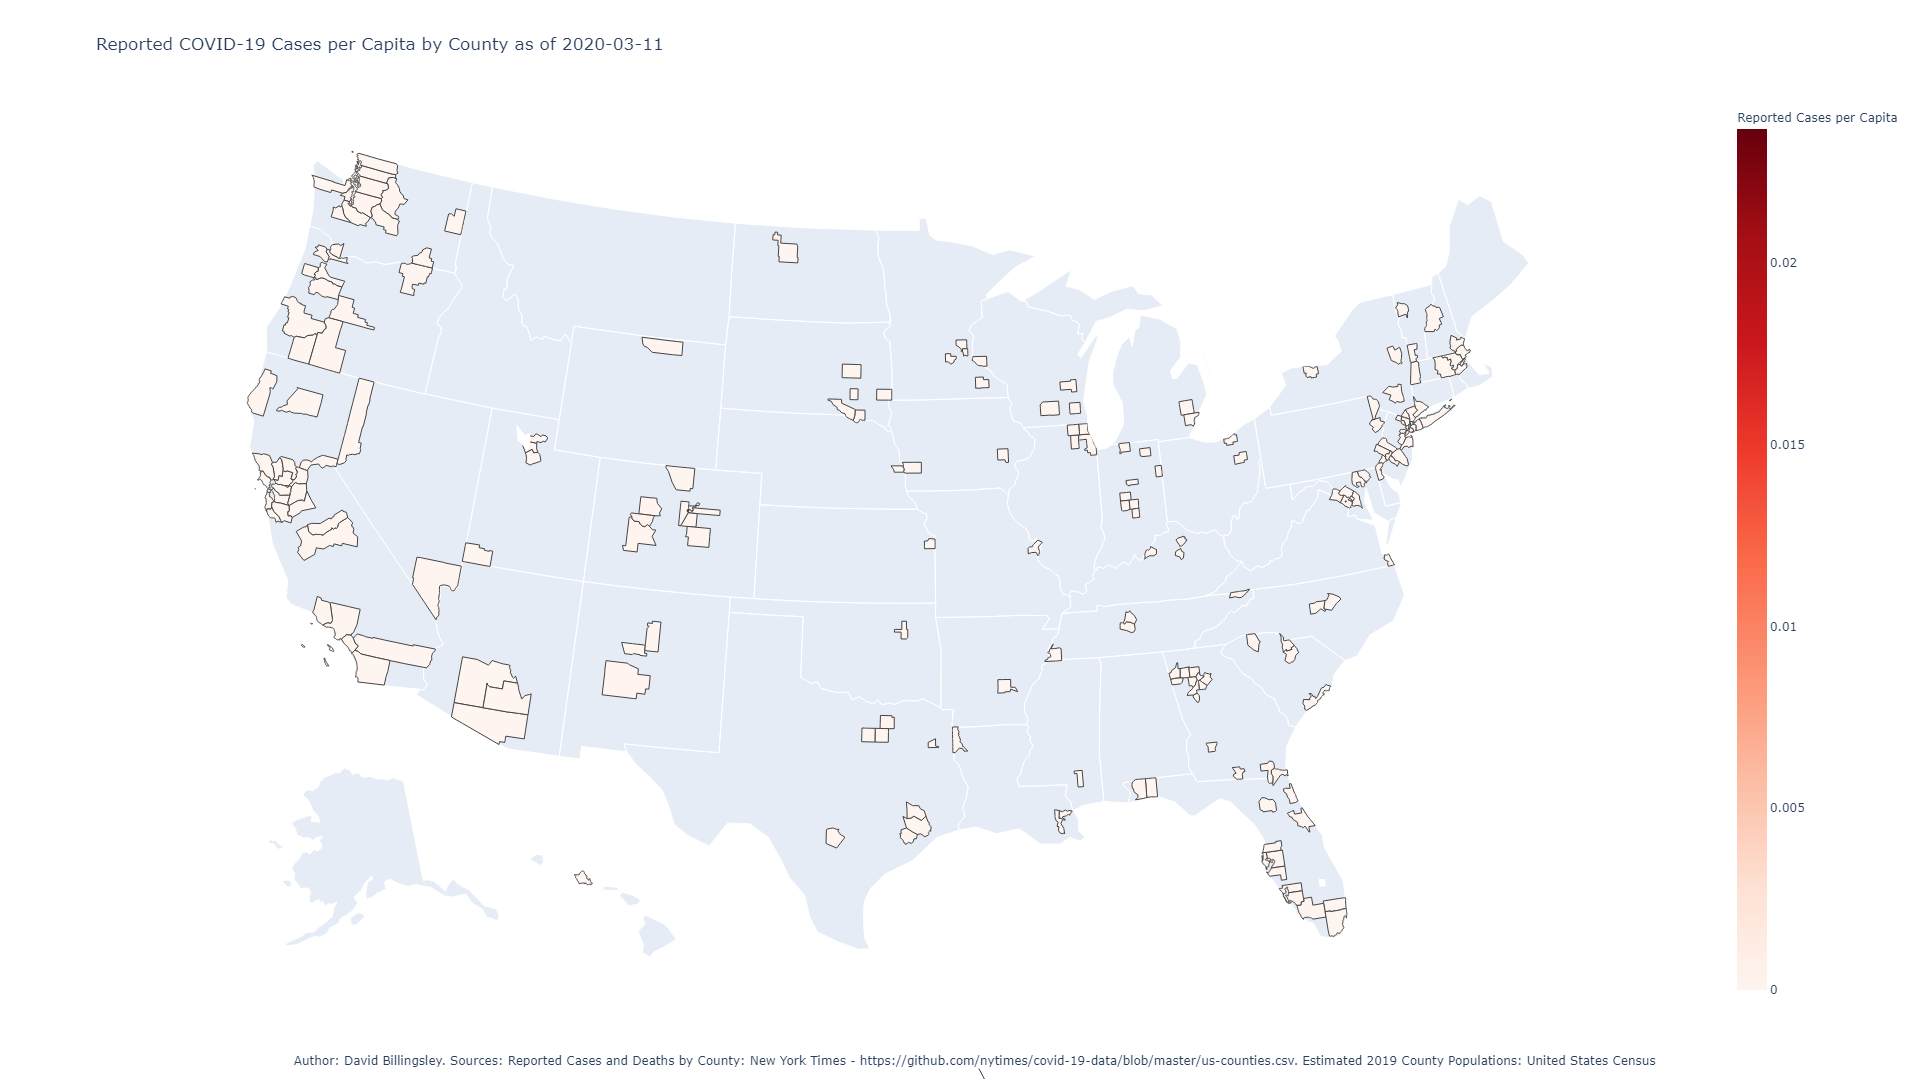 Reported COVID-19 Cases per Capita by County as of 2020-03-11
Reported Cases per Capita
0.02
0.015
0.01
0.005
0
Author: David Billingsley. Sources: Reported Cases and Deaths by County: New York Times - https://github.com/nytimes/covid-19-data/blob/master/us-counties.csv. Estimated 2019 County Populations: United States Census
\